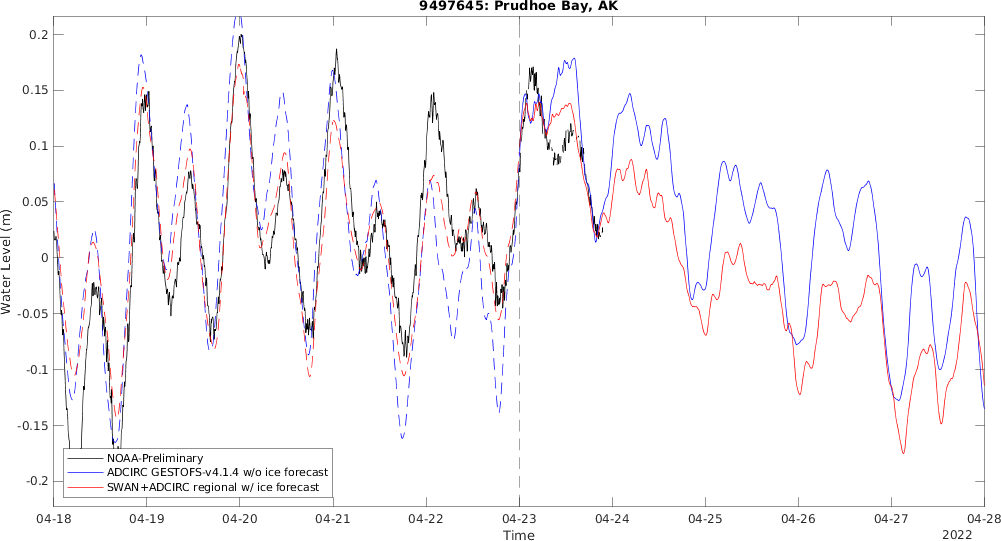 9497645: Prudhoe Bay, AK
Water Level (m)
0.2
0.15
0.1
0.05
0
-0.05
-0.1
-0.15
-0.2
NOAA-Preliminary
ADCIRC GESTOFS-v4.1.4 w/o ice forecast
SWAN+ADCIRC regional w/ ice forecast
04-18 04-19 04-20 04-21 04-22 04-23 04-24 04-25 04-26 04-27 04-28
Time
2022